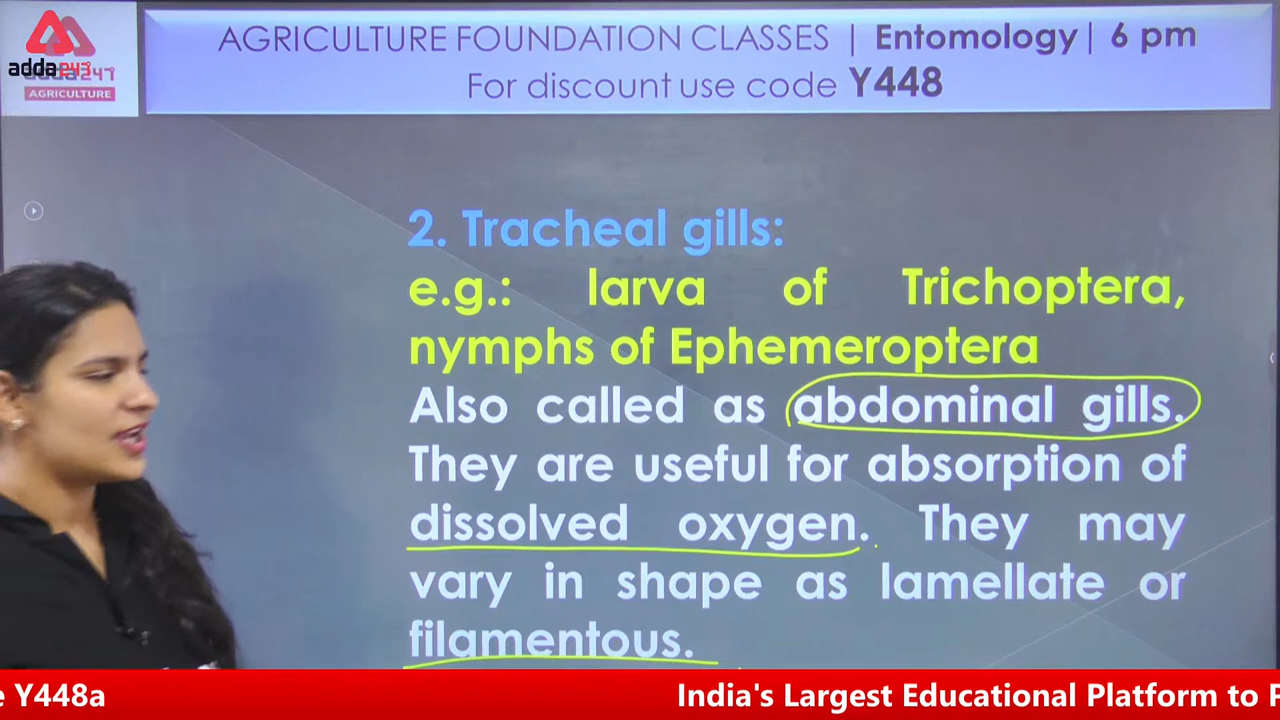 AGRICULTURE FOUNDATION CLASSES | Entomology | 6 pm
For discount use code Y448
adda247
adda247
AGRICULTURE
2. Tracheal gills:
e.g.: larva of Trichoptera,
nymphs of Ephemeroptera
Also called as abdominal gills.
They are useful for absorption of
dissolved oxygen. They may
vary in shape as lamellate or
filamentous.
Y448a
India's Largest Educational Platform to